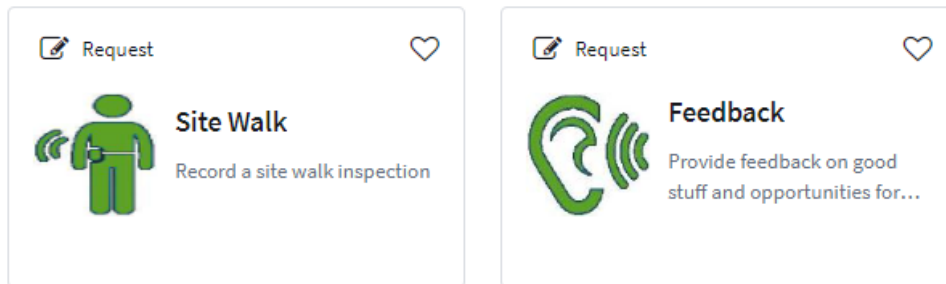 Request
Site Walk
Record a site walk inspection
Request
Feedback
Provide feedback on good
stuff and opportunities for...